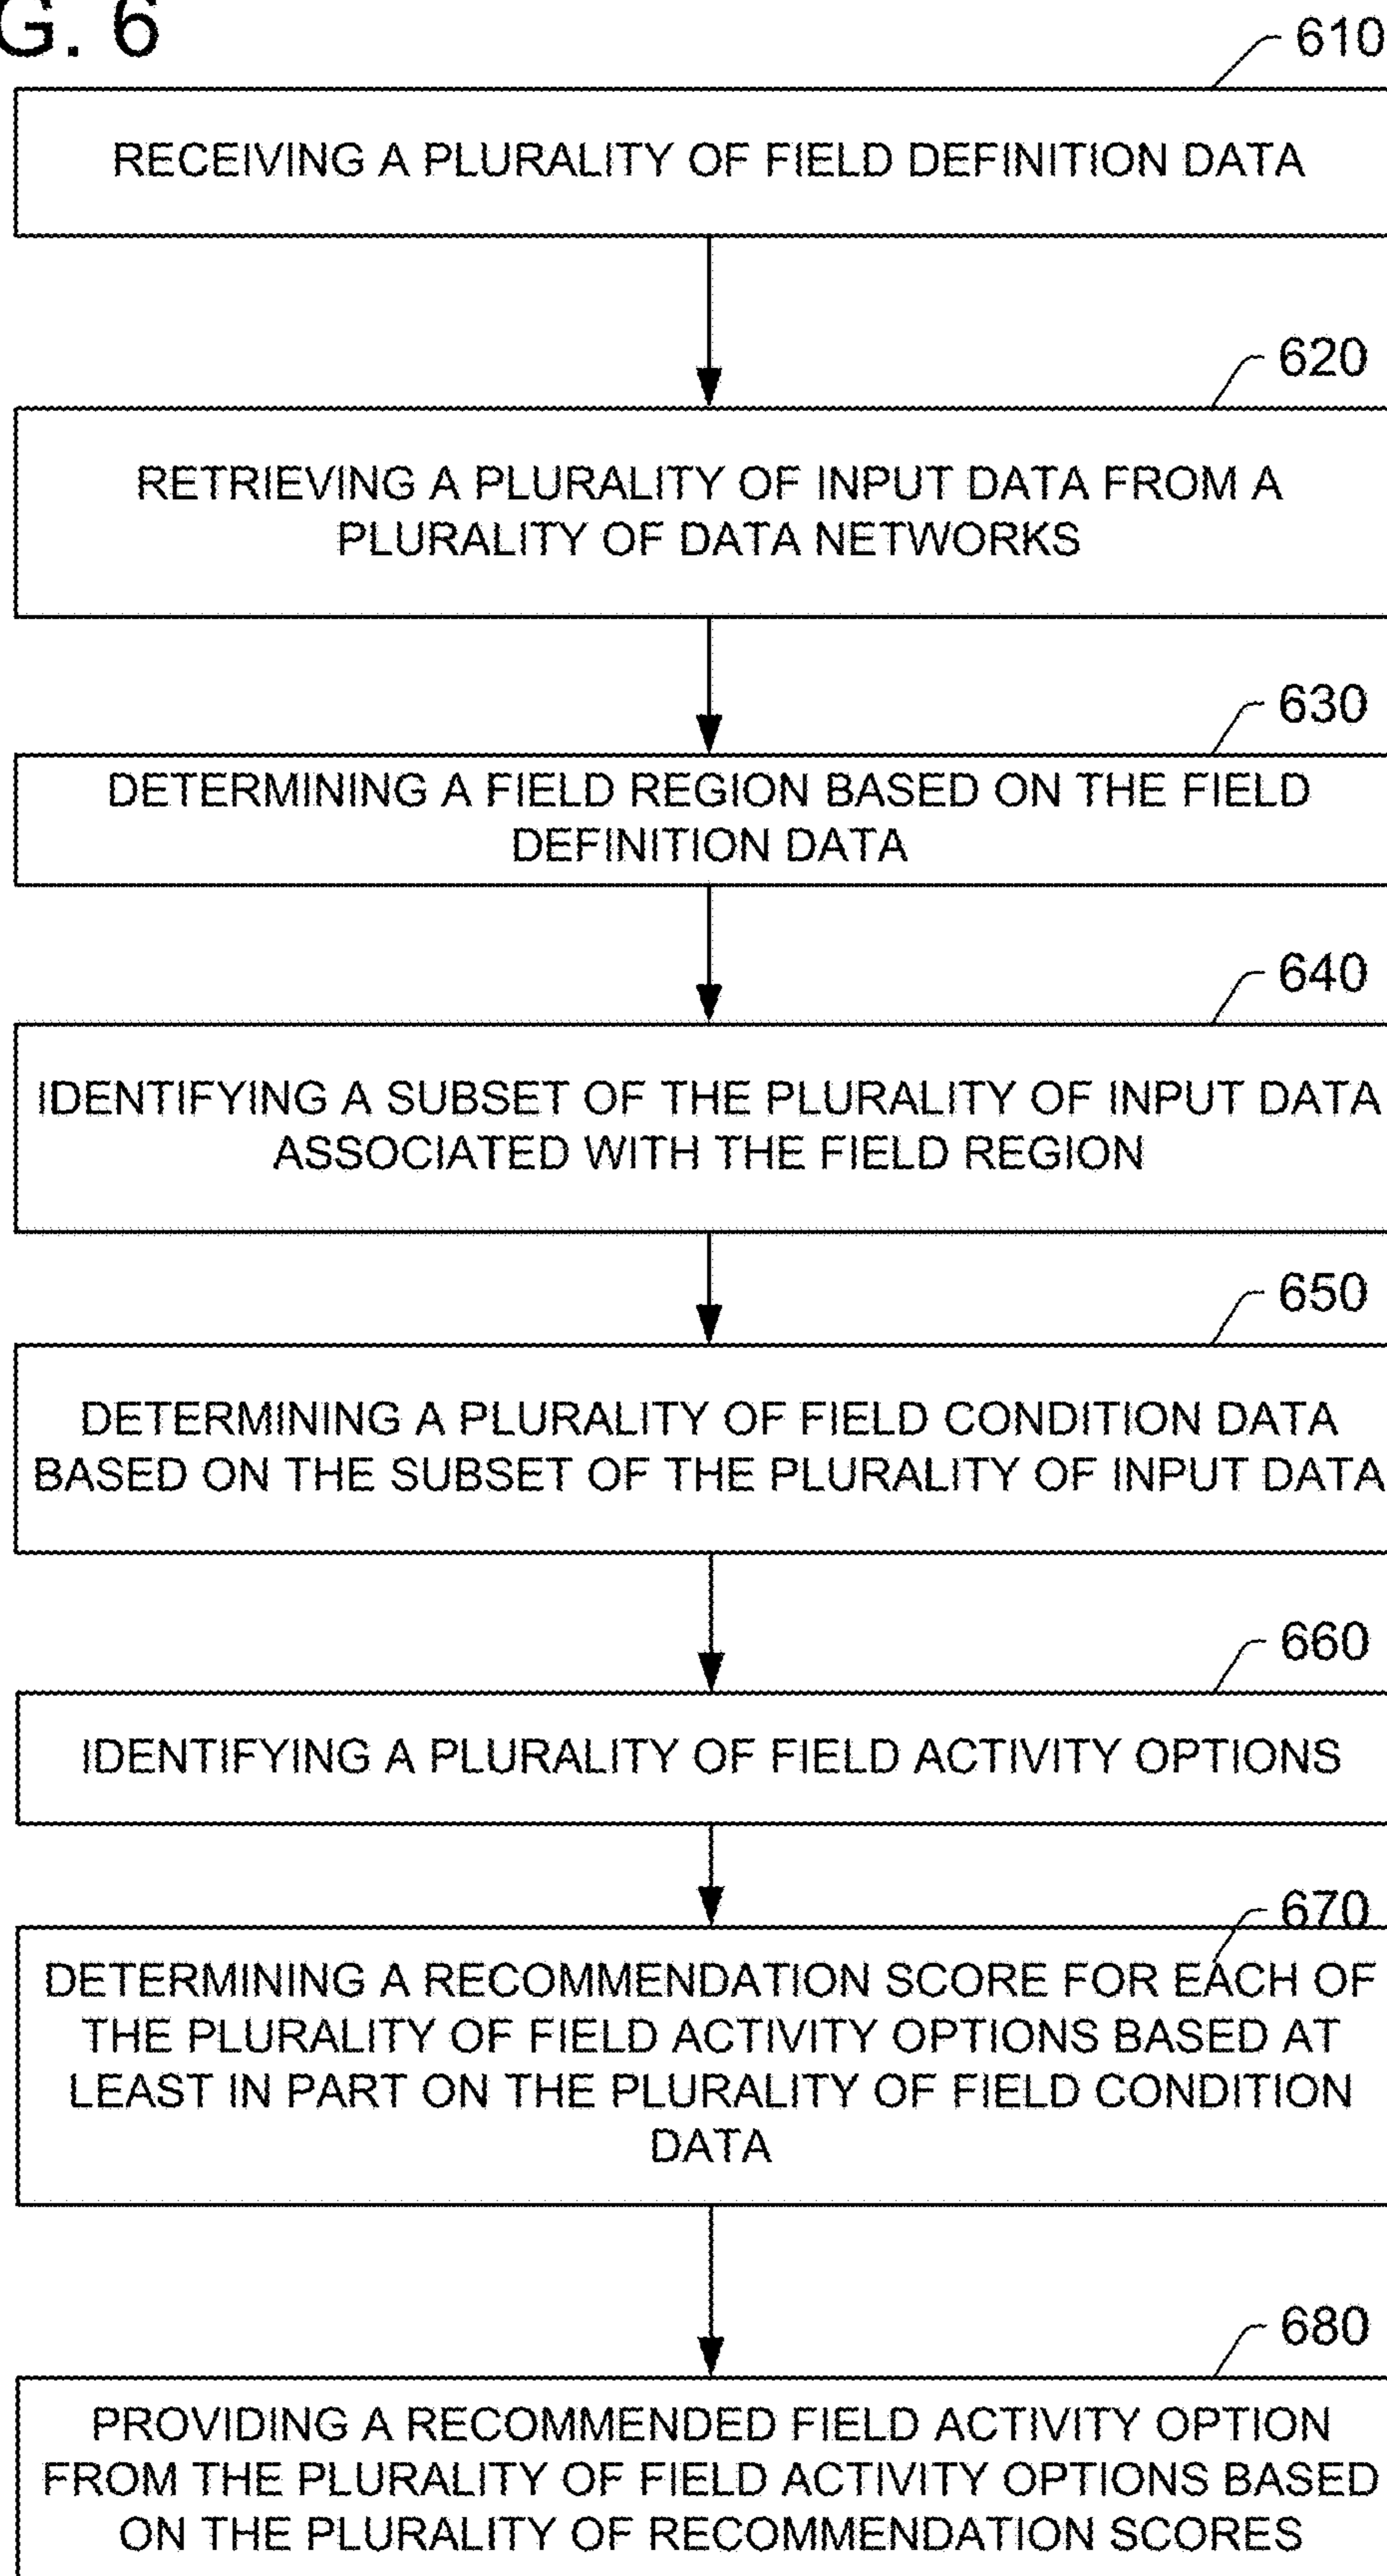 G. 6
610
RECEIVING A PLURALITY OF FIELD DEFINITION DATA
620
RETRIEVING A PLURALITY OF INPUT DATA FROM A
PLURALITY OF DATA NETWORKS
630
DETERMINING A FIELD REGION BASED ON THE FIELD
DEFINITION DATA
640
IDENTIFYING A SUBSET OF THE PLURALITY OF INPUT DATA
ASSOCIATED WITH THE FIELD REGION
650
DETERMINING A PLURALITY OF FIELD CONDITION DATA
BASED ON THE SUBSET OF THE PLURALITY OF INPUT DATA
660
IDENTIFYING A PLURALITY OF FIELD ACTIVITY OPTIONS
670
DETERMINING A RECOMMENDATION SCORE FOR EACH OF
THE PLURALITY OF FIELD ACTIVITY OPTIONS BASED AT
LEAST IN PART ON THE PLURALITY OF FIELD CONDITION
DATA
680
PROVIDING A RECOMMENDED FIELD ACTIVITY OPTION
FROM THE PLURALITY OF FIELD ACTIVITY OPTIONS BASED
ON THE PLURALITY OF RECOMMENDATION SCORES